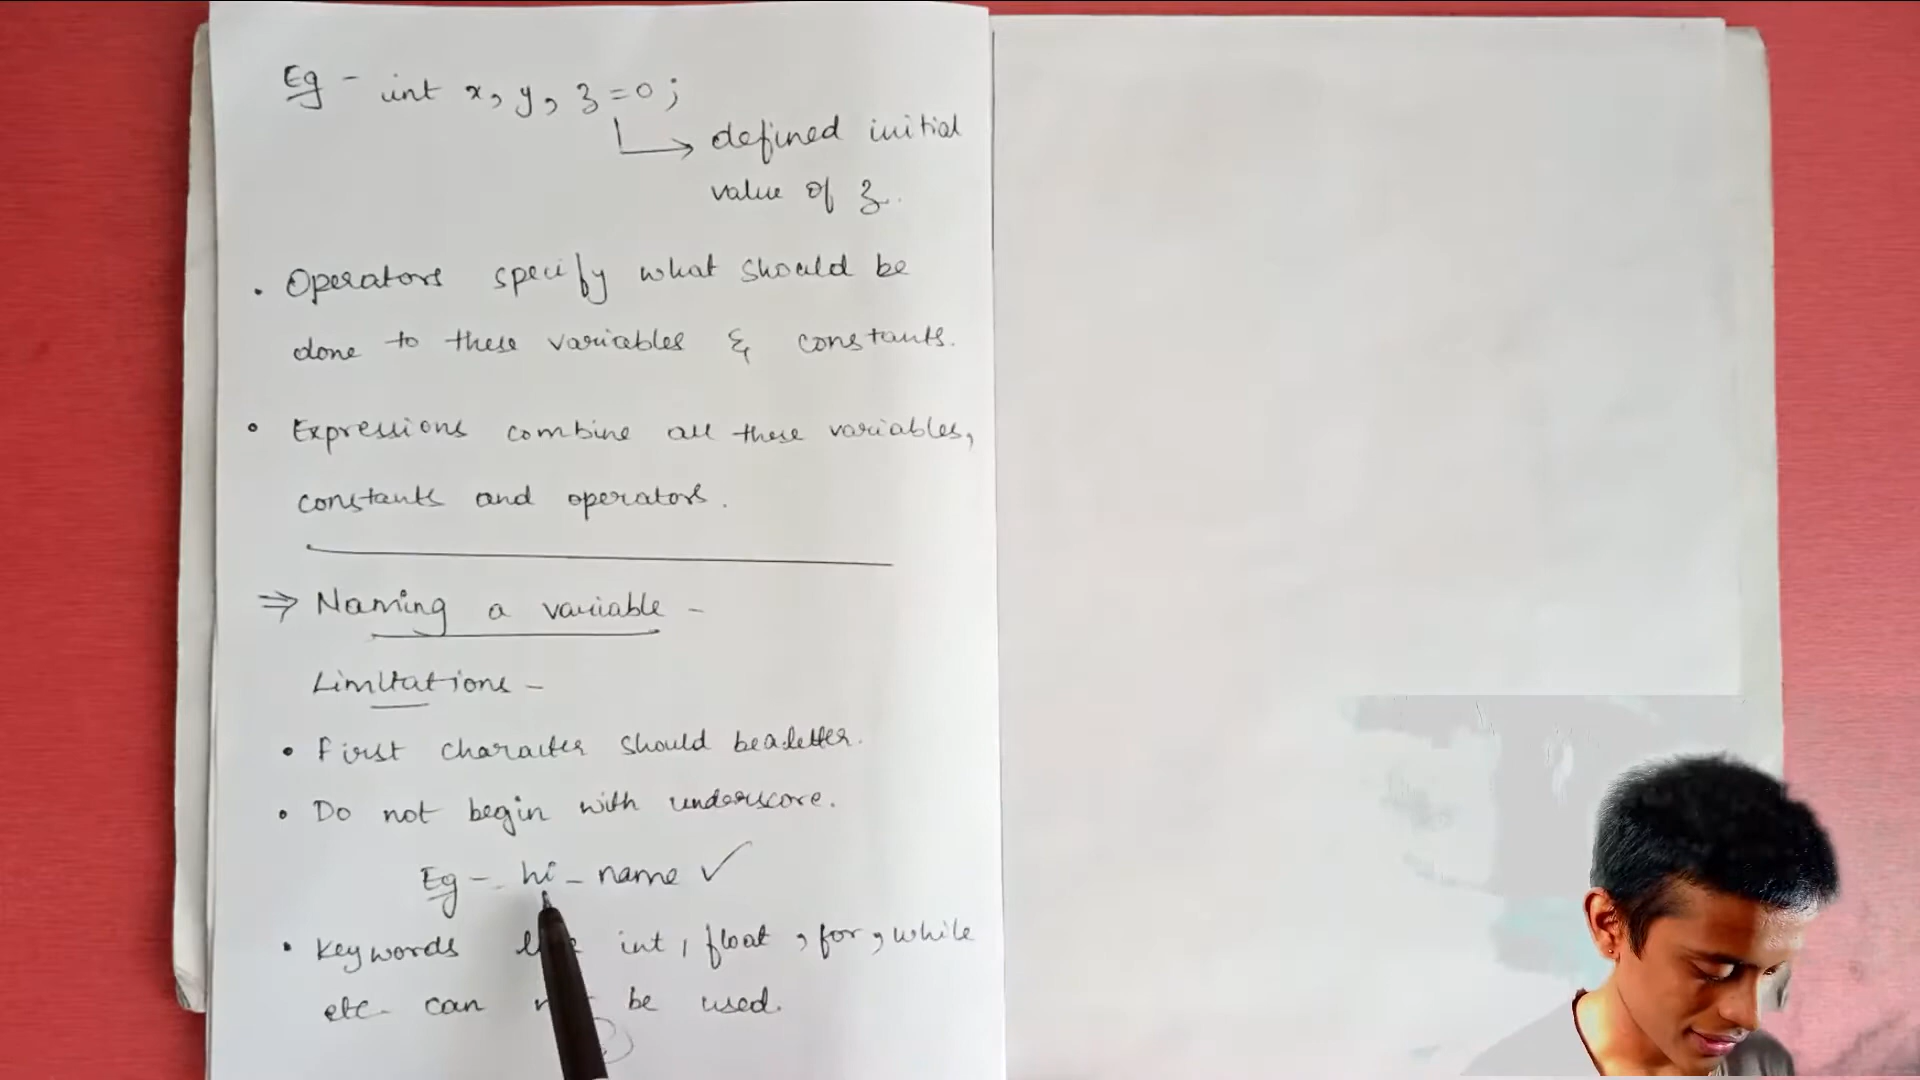 Eg - int x, y, z = 0 ;
defined initial
value of z.
• Operators specify what should be
done to these variables & constants.
• Expressions combine all these variables,
constants and operators.
⇒ Naming a variable -
Limitations -
• First character should be a letter.
• Do not begin with underscore.
Eg - hi_name ✓
• Keywords int, float, for, while
etc. can be used.